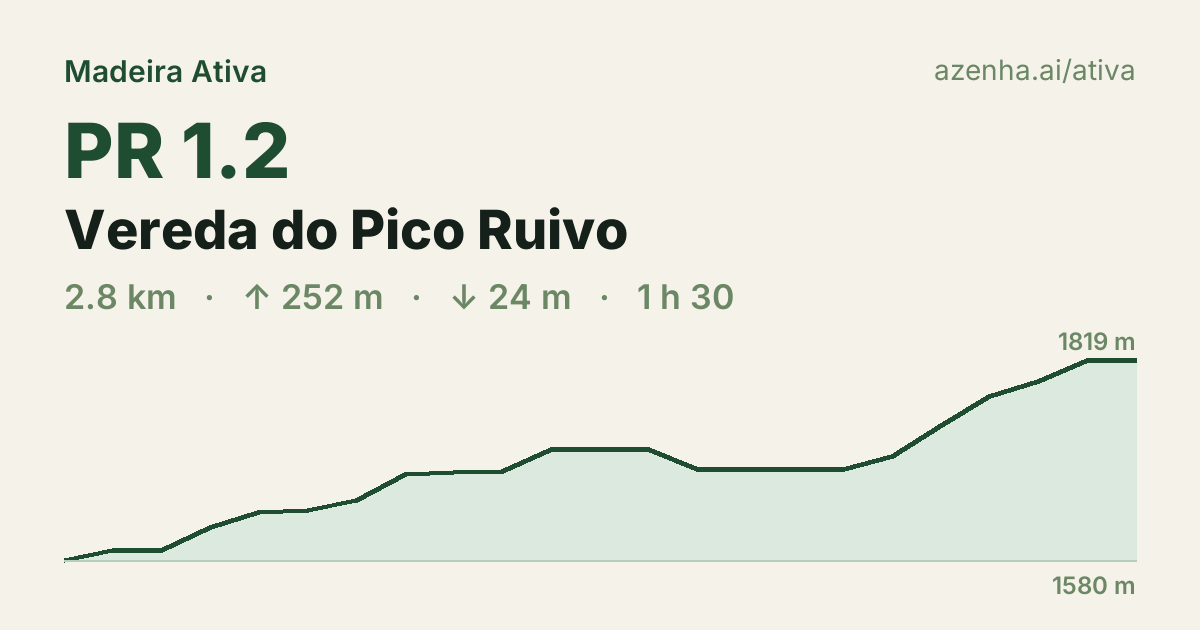 Madeira Ativa
azenha.ai/ativa
PR 1.2
Vereda do Pico Ruivo
2.8 km · ↑ 252 m · ↓ 24 m · 1 h 30
1819 m
1580 m